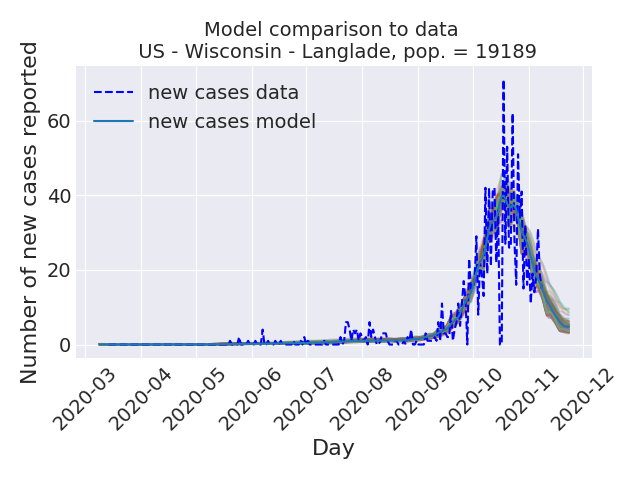 Model comparison to data
US - Wisconsin - Langlade, pop. = 19189
Number of new cases reported
new cases data
new cases model
60
40
20
0
2020-03
2020-04
2020-05
2020-06
2020-07
2020-08
2020-09
2020-10
2020-11
2020-12
Day